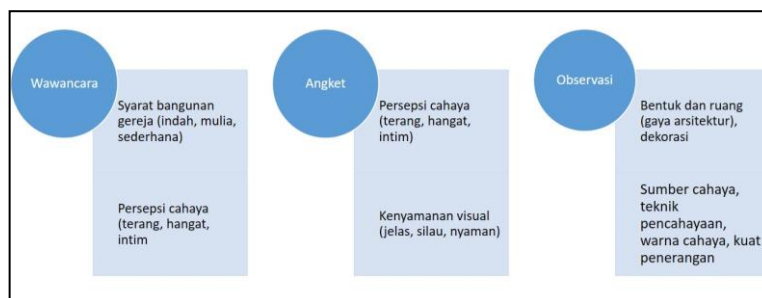 Wawancara
Syarat bangunan
gereja (indah, mulia,
sederhana)
Persepsi cahaya
(terang, hangat,
intim
Angket
Persepsi cahaya
(terang, hangat,
intim)
Kenyamanan visual
(jelas, silau, nyaman)
Observasi
Bentuk dan ruang
(gaya arsitektur),
dekorasi
Sumber cahaya,
teknik
pencahayaan,
warna cahaya, kuat
penerangan